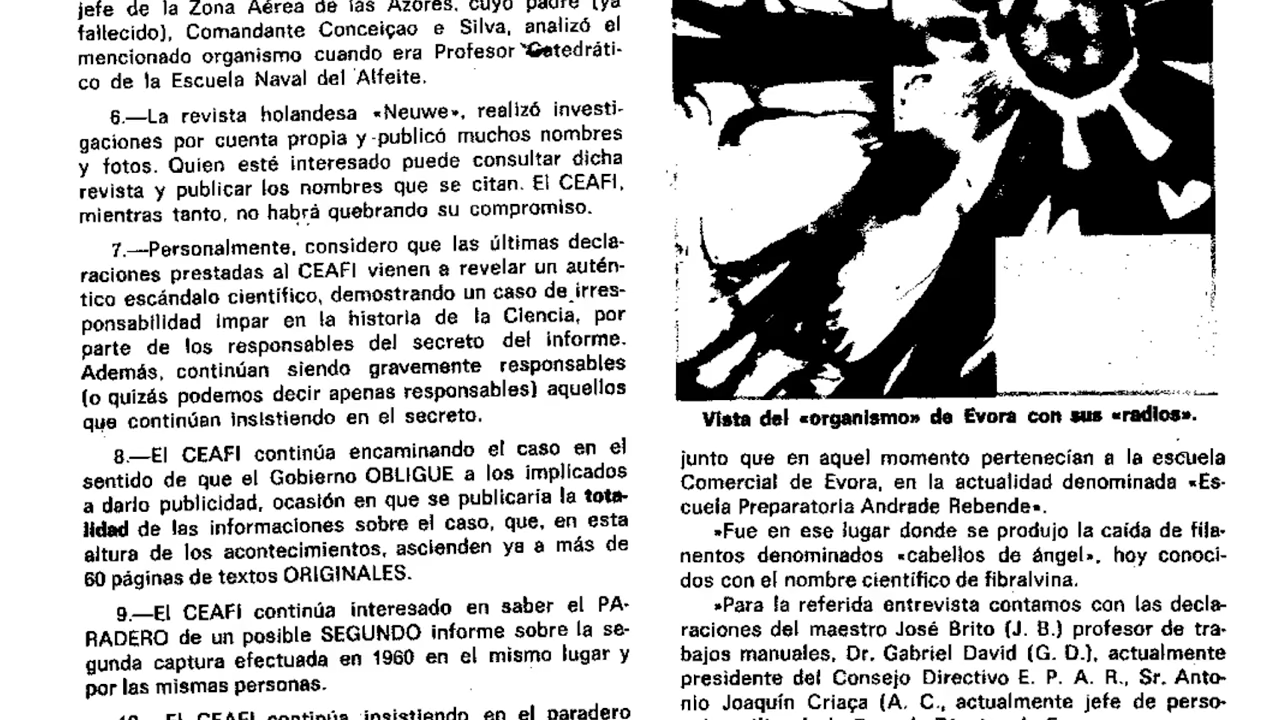 jefe de la Zona Aérea de las Azores, cuyo padre (ya
fallecido), Comandante Conceiçao e Silva, analizó el
mencionado organismo cuando era Profesor Catedráti-
co de la Escuela Naval del Alfeite.
6.—La revista holandesa «Neuwe», realizó investi-
gaciones por cuenta propia y publicó muchos nombres
y fotos. Quien esté interesado puede consultar dicha
revista y publicar los nombres que se citan. El CEAFI,
mientras tanto, no habrá quebrando su compromiso.
7.—Personalmente, considero que las últimas decla-
raciones prestadas al CEAFI vienen a revelar un autén-
tico escándalo científico, demostrando un caso de irres-
ponsabilidad impar en la historia de la Ciencia, por
parte de los responsables del secreto del informe.
Además, continúan siendo gravemente responsables
(o quizás podemos decir apenas responsables) aquellos
que continúan insistiendo en el secreto.
8.—El CEAFI continúa encaminando el caso en el
sentido de que el Gobierno OBLIGUE a los implicados
a darlo publicidad, ocasión en que se publicaría la tota-
lidad de las informaciones sobre el caso, que, en esta
altura de los acontecimientos, ascienden ya a más de
60 páginas de textos ORIGINALES.
9.—El CEAFI continúa interesado en saber el PA-
RADERO de un posible SEGUNDO informe sobre la se-
gunda captura efectuada en 1960 en el mismo lugar y
por las mismas personas.
10.—El CEAFI continúa insistiendo en el paradero
Vista del «organismo» de Evora con sus «radios».
junto que en aquel momento pertenecían a la escuela
Comercial de Evora, en la actualidad denominada «Es-
cuela Preparatoria Andrade Rebende».
»Fue en ese lugar donde se produjo la caída de fila-
nentos denominados «cabellos de ángel», hoy conoci-
dos con el nombre científico de fibralvina.
»Para la referida entrevista contamos con las decla-
raciones del maestro José Brito (J. B.) profesor de tra-
bajos manuales, Dr. Gabriel David (G. D.), actualmente
presidente del Consejo Directivo E. P. A. R., Sr. Anto-
nio Joaquín Criaça (A. C., actualmente jefe de perso-